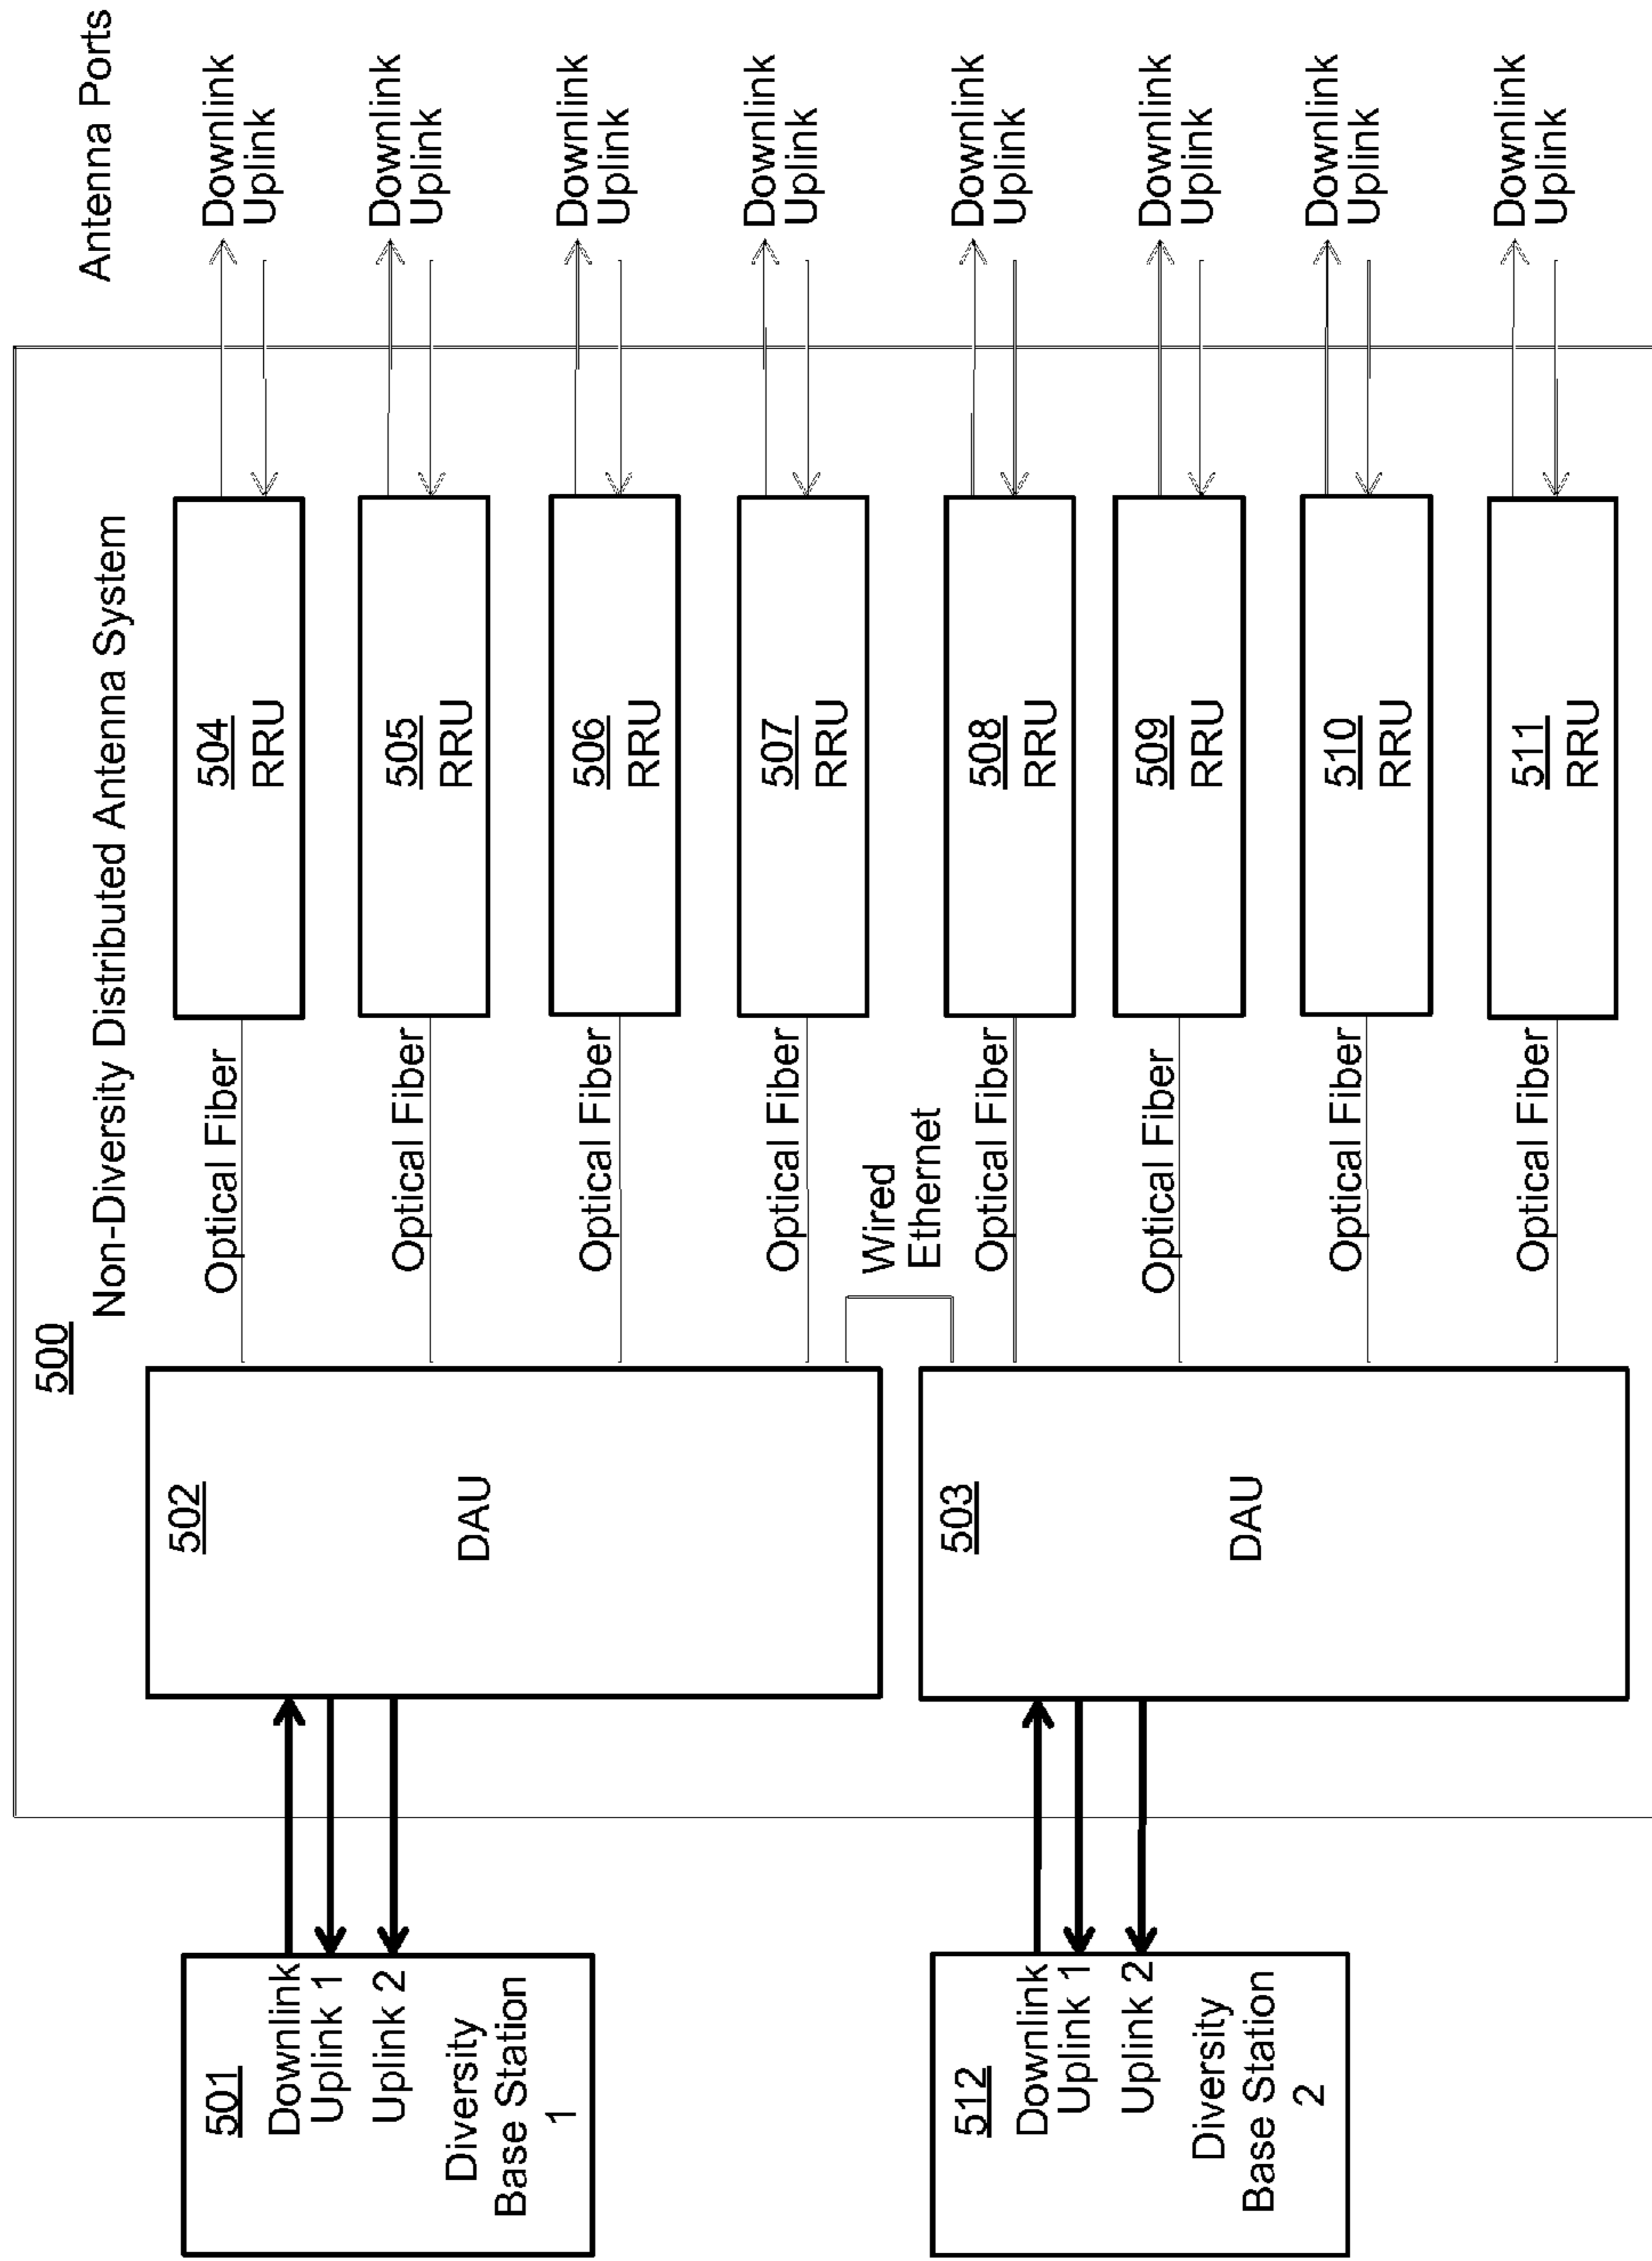 500
Non-Diversity Distributed Antenna System
Antenna Ports
501
Downlink
Uplink 1
Uplink 2
Diversity
Base Station
1
502
DAU
Optical Fiber
504
RRU
Downlink
Uplink
Optical Fiber
505
RRU
Downlink
Uplink
Optical Fiber
506
RRU
Downlink
Uplink
Optical Fiber
507
RRU
Downlink
Uplink
Wired
Ethernet
512
Downlink
Uplink 1
Uplink 2
Diversity
Base Station
2
503
DAU
Optical Fiber
508
RRU
Downlink
Uplink
Optical Fiber
509
RRU
Downlink
Uplink
Optical Fiber
510
RRU
Downlink
Uplink
Optical Fiber
511
RRU
Downlink
Uplink